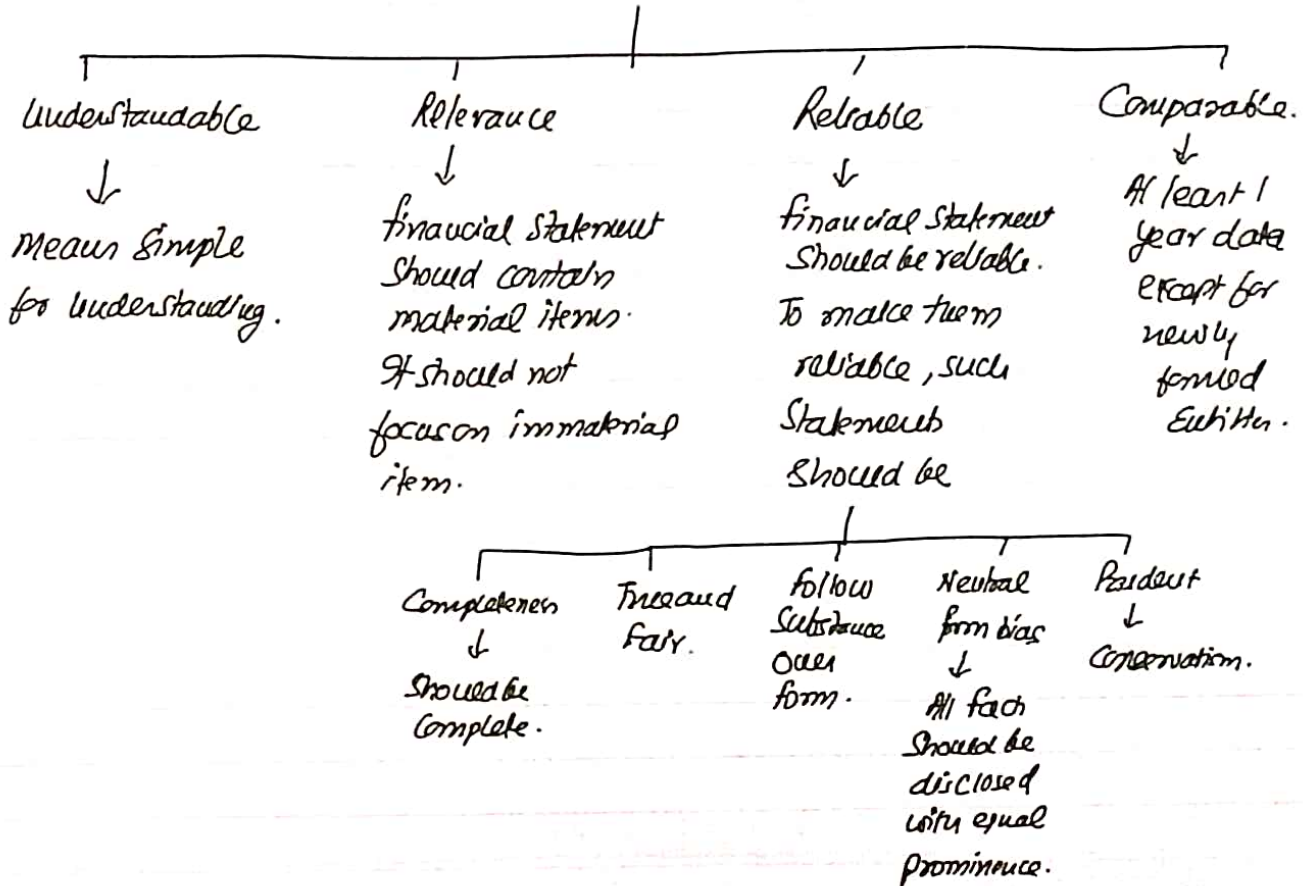 Understandable
Means Simple
for Understanding.
Relevance
financial Statement
Should contain
material items.
It should not
focus on immaterial
item.
Reliable
financial Statement
Should be reliable.
To make them
reliable, such
Statements
Should be
Completeness
Should be
Complete.
True and
fair.
follow
Substance
Over
form.
Neutral
from bias
All facts
Should be
disclosed
with equal
prominence.
Prudent
Conservatism.
Comparable.
At least 1
year data
except for
newly
formed
Entities.